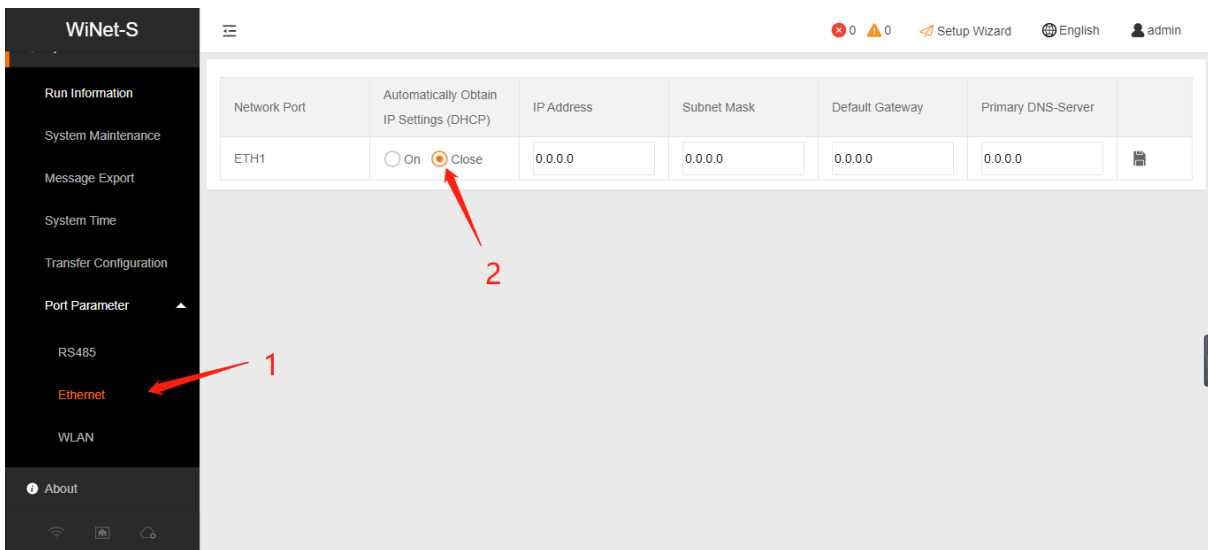 WiNet-S
0 0 Setup Wizard English admin
Run Information
System Maintenance
Message Export
System Time
Transfer Configuration
Port Parameter
RS485
Ethernet
WLAN
About
Network Port
Automatically Obtain
IP Settings (DHCP)
IP Address
Subnet Mask
Default Gateway
Primary DNS-Server
ETH1
On Close
0.0.0.0
0.0.0.0
0.0.0.0
0.0.0.0
2
1